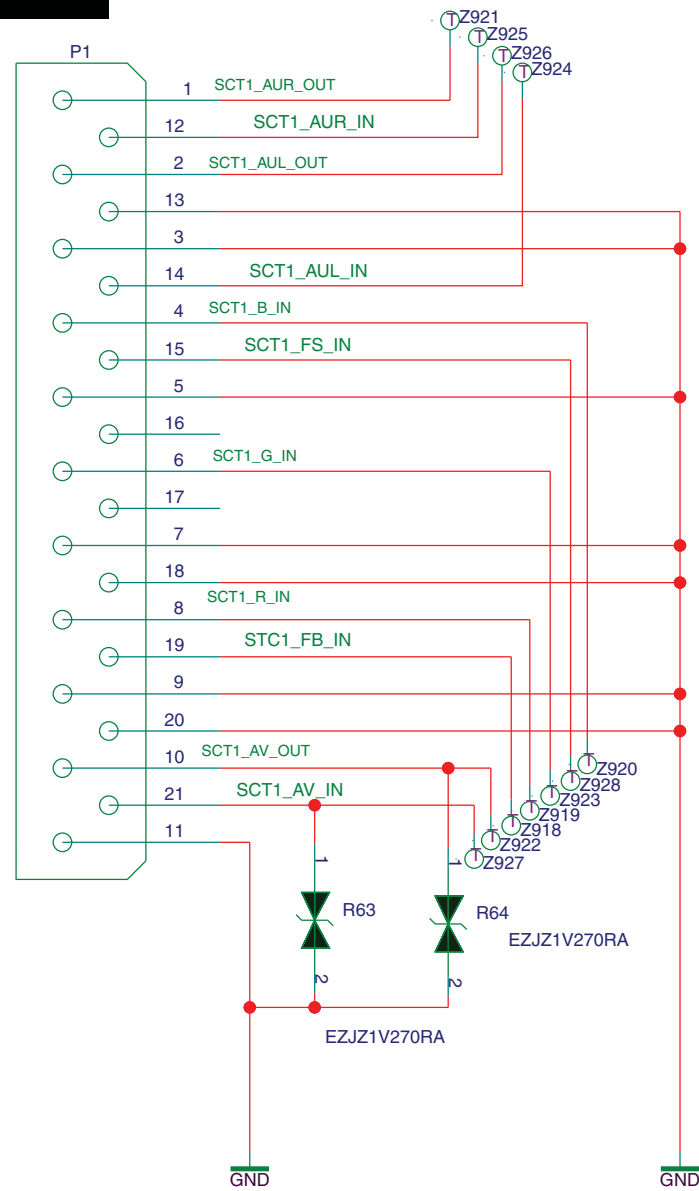 T Z921
T Z925
T Z926
T Z924
P1
1 SCT1_AUR_OUT
12 SCT1_AUR_IN
2 SCT1_AUL_OUT
13
3
14 SCT1_AUL_IN
4 SCT1_B_IN
15 SCT1_FS_IN
5
16
6 SCT1_G_IN
17
7
18
8 SCT1_R_IN
19 STC1_FB_IN
9
20
10 SCT1_AV_OUT
21 SCT1_AV_IN
11
T Z920
T Z928
T Z923
T Z919
T Z918
T Z922
T Z927
1
1
R63
R64
EZJZ1V270RA
2
2
EZJZ1V270RA
GND
GND